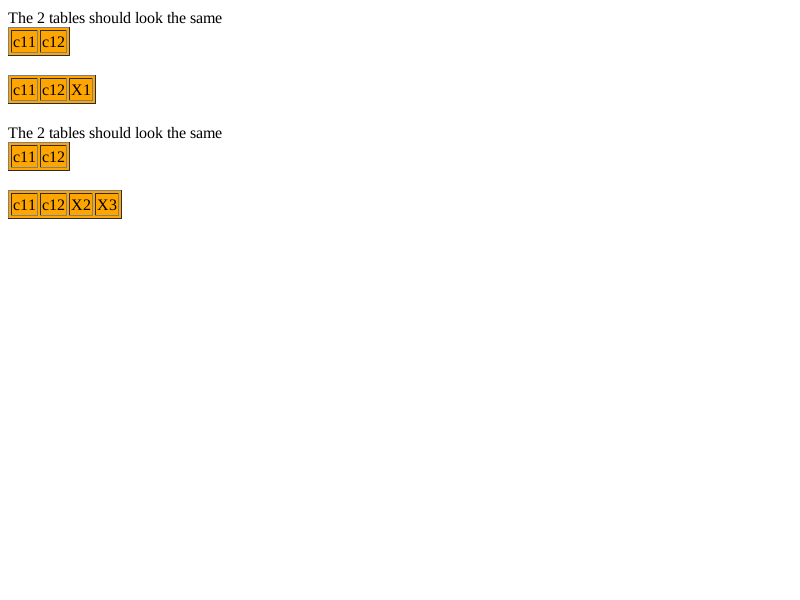 The 2 tables should look the same
c11 c12
c11 c12 X1
The 2 tables should look the same
c11 c12
c11 c12 X2 X3